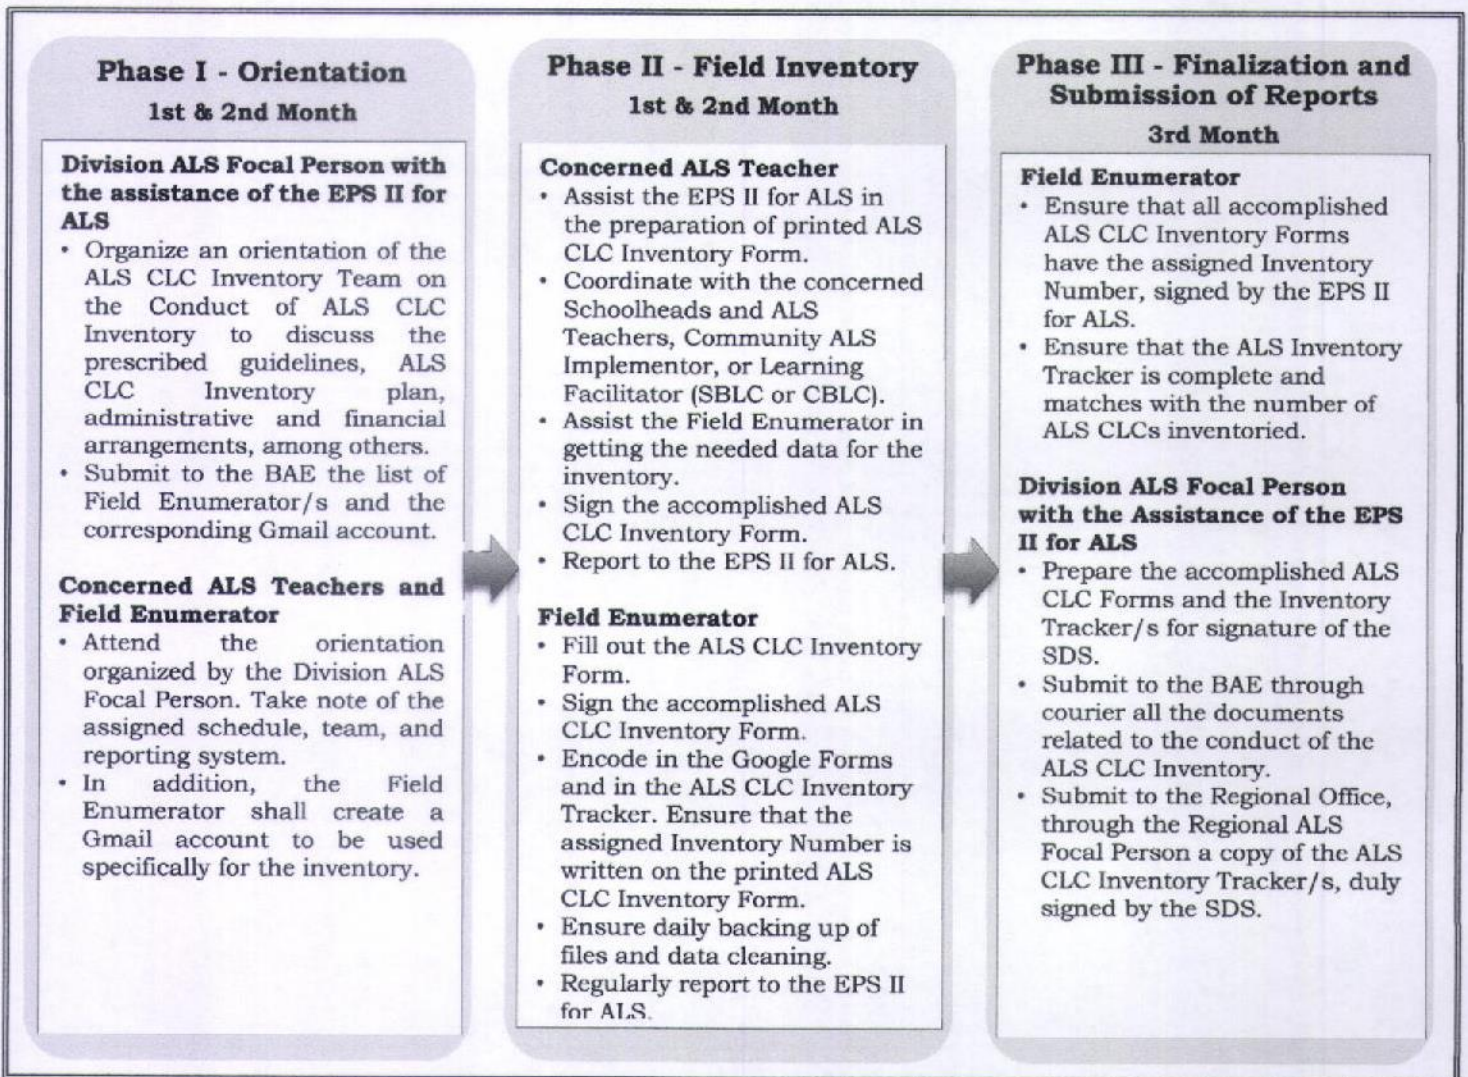 Phase I - Orientation
1st & 2nd Month
Division ALS Focal Person with
the assistance of the EPS II for
ALS
• Organize an orientation of the
ALS CLC Inventory Team on
the Conduct of ALS CLC
Inventory to discuss the
prescribed guidelines, ALS
CLC Inventory plan,
administrative and financial
arrangements, among others.
• Submit to the BAE the list of
Field Enumerator/s and the
corresponding Gmail account.
Concerned ALS Teachers and
Field Enumerator
• Attend the orientation
organized by the Division ALS
Focal Person. Take note of the
assigned schedule, team, and
reporting system.
• In addition, the Field
Enumerator shall create a
Gmail account to be used
specifically for the inventory.
Phase II - Field Inventory
1st & 2nd Month
Concerned ALS Teacher
• Assist the EPS II for ALS in
the preparation of printed ALS
CLC Inventory Form.
• Coordinate with the concerned
Schoolheads and ALS
Teachers, Community ALS
Implementor, or Learning
Facilitator (SBLC or CBLC).
• Assist the Field Enumerator in
getting the needed data for the
inventory.
• Sign the accomplished ALS
CLC Inventory Form.
• Report to the EPS II for ALS.
Field Enumerator
• Fill out the ALS CLC Inventory
Form.
• Sign the accomplished ALS
CLC Inventory Form.
• Encode in the Google Forms
and in the ALS CLC Inventory
Tracker. Ensure that the
assigned Inventory Number is
written on the printed ALS
CLC Inventory Form.
• Ensure daily backing up of
files and data cleaning.
• Regularly report to the EPS II
for ALS.
Phase III - Finalization and
Submission of Reports
3rd Month
Field Enumerator
• Ensure that all accomplished
ALS CLC Inventory Forms
have the assigned Inventory
Number, signed by the EPS II
for ALS.
• Ensure that the ALS Inventory
Tracker is complete and
matches with the number of
ALS CLCs inventoried.
Division ALS Focal Person
with the Assistance of the EPS
II for ALS
• Prepare the accomplished ALS
CLC Forms and the Inventory
Tracker/s for signature of the
SDS.
• Submit to the BAE through
courier all the documents
related to the conduct of the
ALS CLC Inventory.
• Submit to the Regional Office,
through the Regional ALS
Focal Person a copy of the ALS
CLC Inventory Tracker/s, duly
signed by the SDS.